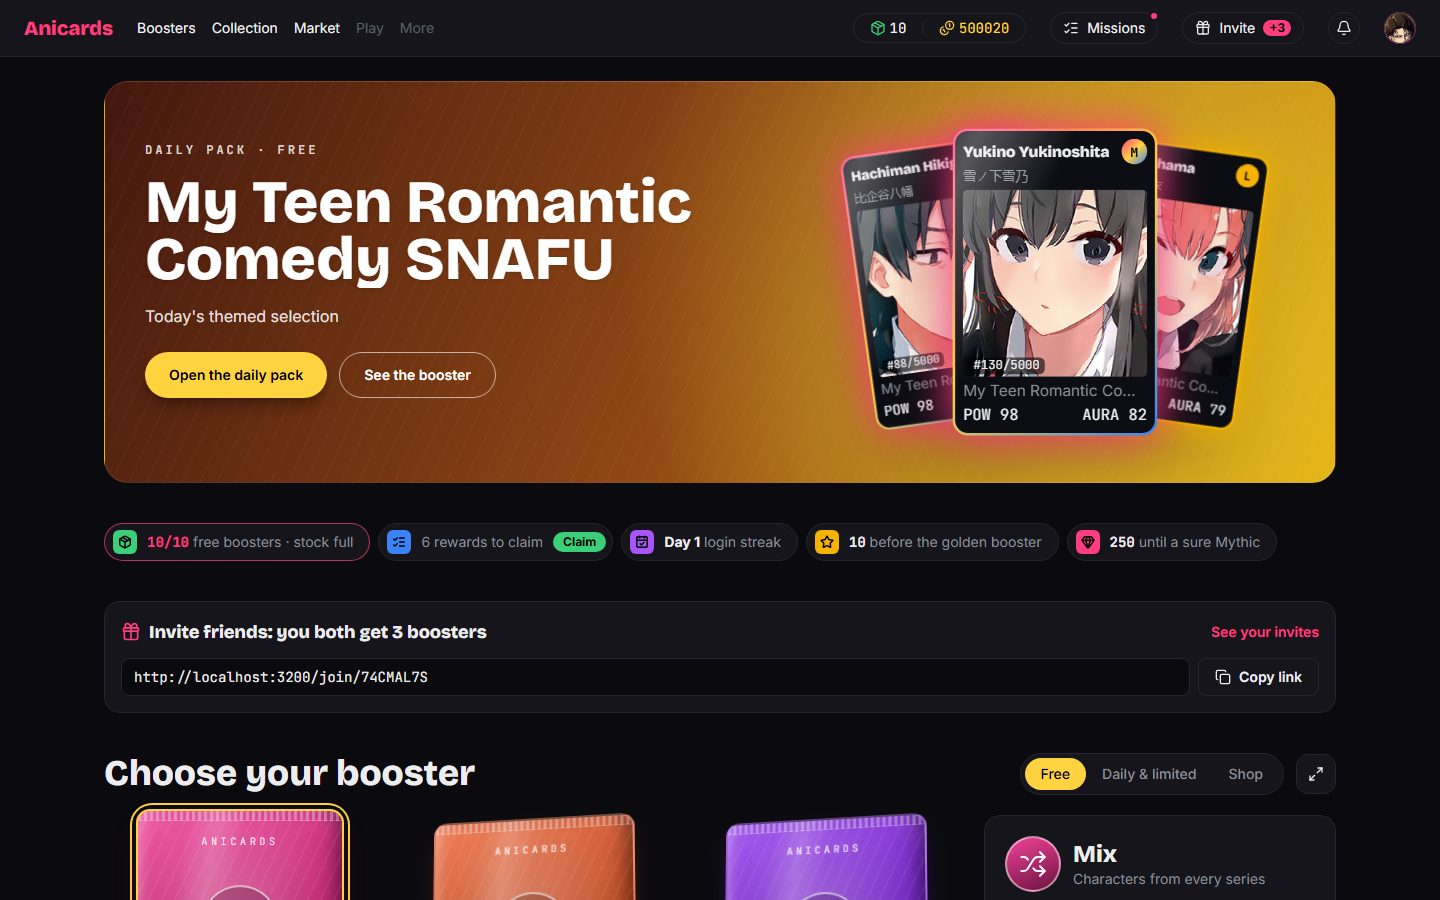 Anicards Boosters Collection Market Play More 10 500020 Missions Invite +3
DAILY PACK · FREE
My Teen Romantic
Comedy SNAFU
Today's themed selection
Open the daily pack See the booster
Hachiman
比企谷八幡
#88/5000
My Teen
POW 98
Yukino Yukinoshita M
雪ノ下雪乃
#130/5000
My Teen Romantic Co...
POW 98 AURA 82
L
Co...
AURA 79
10/10 free boosters · stock full 6 rewards to claim Claim Day 1 login streak 10 before the golden booster 250 until a sure Mythic
Invite friends: you both get 3 boosters See your invites
http://localhost:3200/join/74CMAL7S Copy link
Choose your booster Free Daily & limited Shop
ANICARDS ANICARDS ANICARDS
Mix
Characters from every series